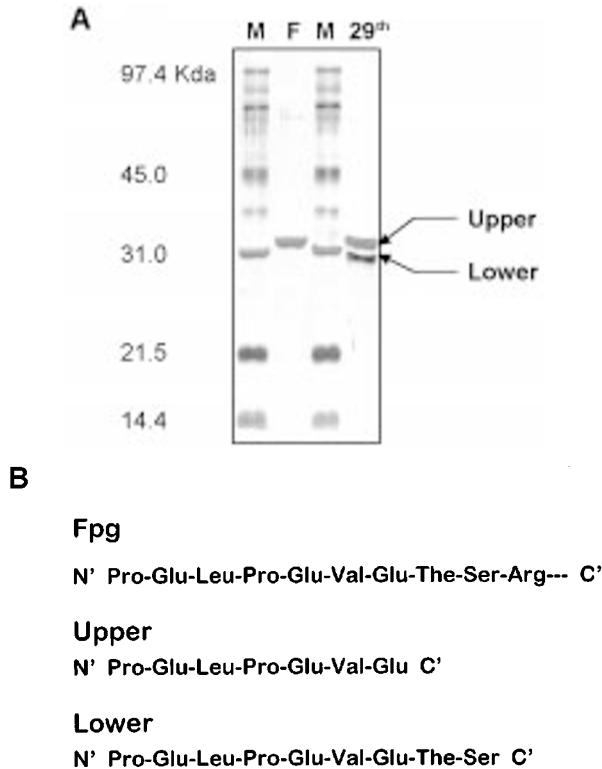 A
M F M 29th
97.4 Kda
45.0
Upper
31.0
Lower
21.5
14.4
B
Fpg
N' Pro-Glu-Leu-Pro-Glu-Val-Glu-The-Ser-Arg--- C'
Upper
N' Pro-Glu-Leu-Pro-Glu-Val-Glu C'
Lower
N' Pro-Glu-Leu-Pro-Glu-Val-Glu-The-Ser C'